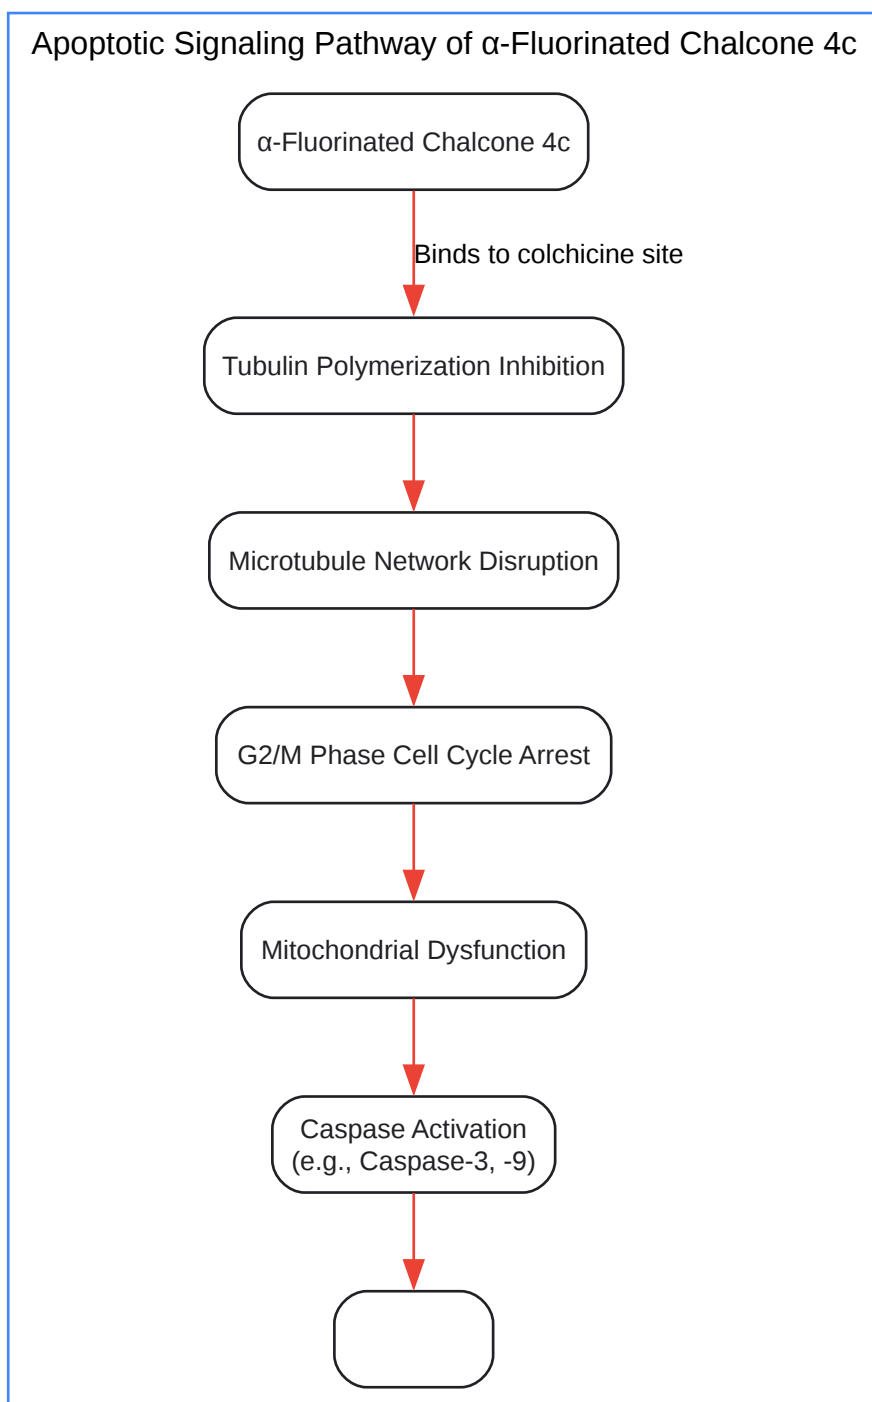 Apoptotic Signaling Pathway of α-Fluorinated Chalcone 4c
α-Fluorinated Chalcone 4c
Binds to colchicine site
Tubulin Polymerization Inhibition
Microtubule Network Disruption
G2/M Phase Cell Cycle Arrest
Mitochondrial Dysfunction
Caspase Activation
(e.g., Caspase-3, -9)